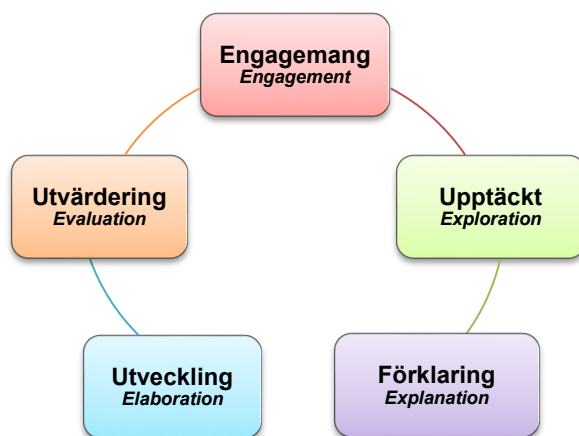 Engagemang
Engagement
Upptäckt
Exploration
Förklaring
Explanation
Utveckling
Elaboration
Utvärdering
Evaluation